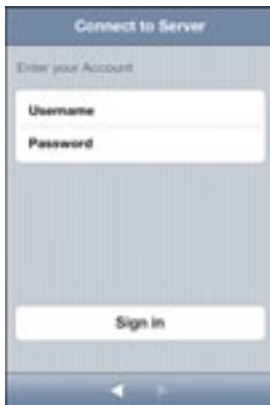 Connect to Server
Enter your Account
Username
Password
Sign in